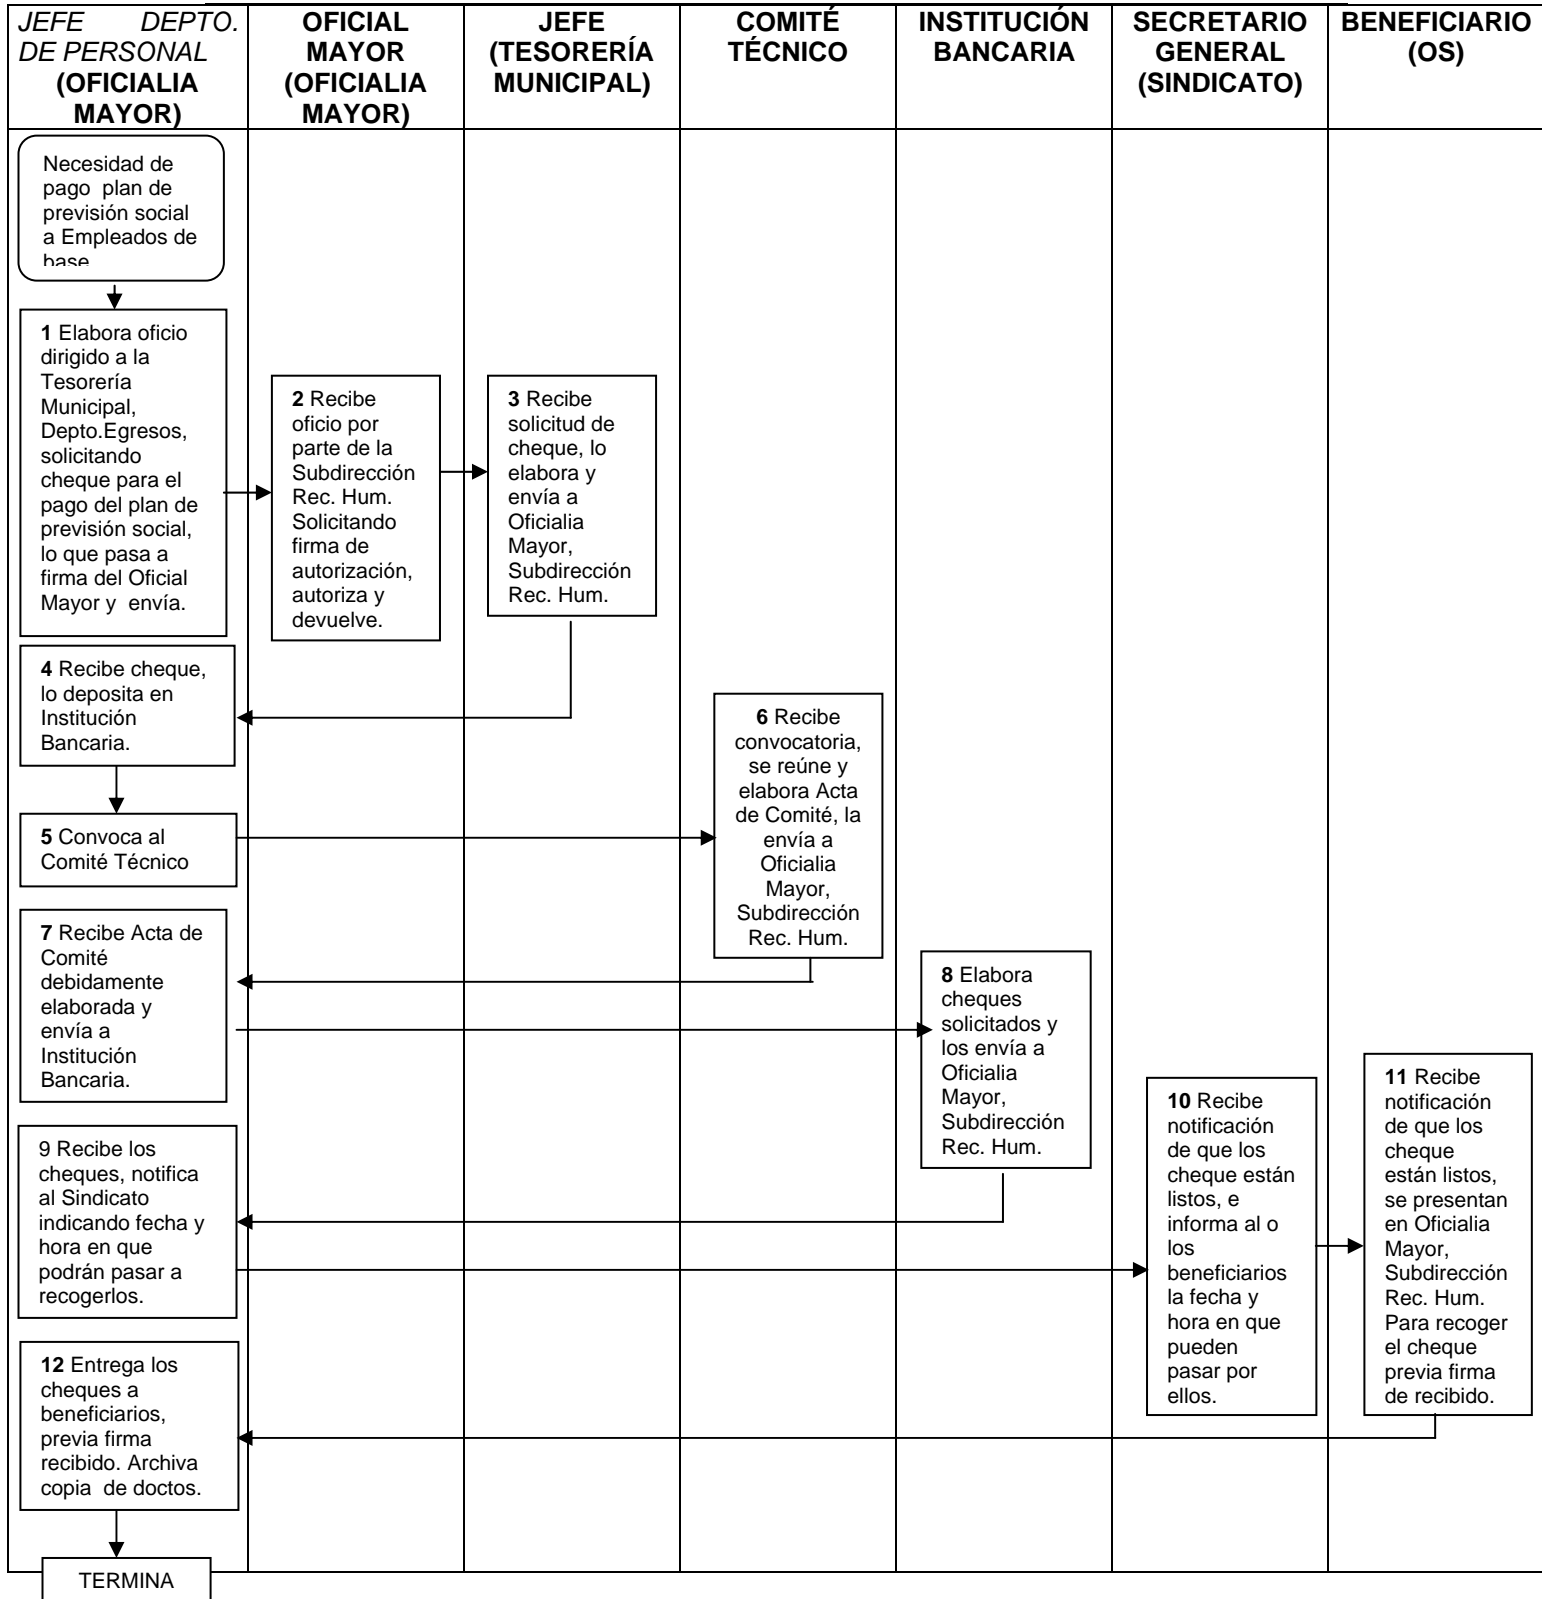 JEFE DEPTO.
DE PERSONAL
(OFICIALIA
MAYOR)
OFICIAL
MAYOR
(OFICIALIA
MAYOR)
JEFE
(TESORERÍA
MUNICIPAL)
COMITÉ
TÉCNICO
INSTITUCIÓN
BANCARIA
SECRETARIO
GENERAL
(SINDICATO)
BENEFICIARIO
(OS)
Necesidad de
pago plan de
previsión social
a Empleados de
base
1 Elabora oficio
dirigido a la
Tesorería
Municipal,
Depto.Egresos,
solicitando
cheque para el
pago del plan de
previsión social,
lo que pasa a
firma del Oficial
Mayor y envía.
2 Recibe
oficio por
parte de la
Subdirección
Rec. Hum.
Solicitando
firma de
autorización,
autoriza y
devuelve.
3 Recibe
solicitud de
cheque, lo
elabora y
envía a
Oficialia
Mayor,
Subdirección
Rec. Hum.
4 Recibe cheque,
lo deposita en
Institución
Bancaria.
5 Convoca al
Comité Técnico
6 Recibe
convocatoria,
se reúne y
elabora Acta
de Comité, la
envía a
Oficialia
Mayor,
Subdirección
Rec. Hum.
7 Recibe Acta de
Comité
debidamente
elaborada y
envía a
Institución
Bancaria.
8 Elabora
cheques
solicitados y
los envía a
Oficialia
Mayor,
Subdirección
Rec. Hum.
9 Recibe los
cheques, notifica
al Sindicato
indicando fecha y
hora en que
podrán pasar a
recogerlos.
10 Recibe
notificación
de que los
cheque están
listos, e
informa al o
los
beneficiarios
la fecha y
hora en que
pueden
pasar por
ellos.
11 Recibe
notificación
de que los
cheque
están listos,
se presentan
en Oficialia
Mayor,
Subdirección
Rec. Hum.
Para recoger
el cheque
previa firma
de recibido.
12 Entrega los
cheques a
beneficiarios,
previa firma
recibido. Archiva
copia de doctos.
TERMINA